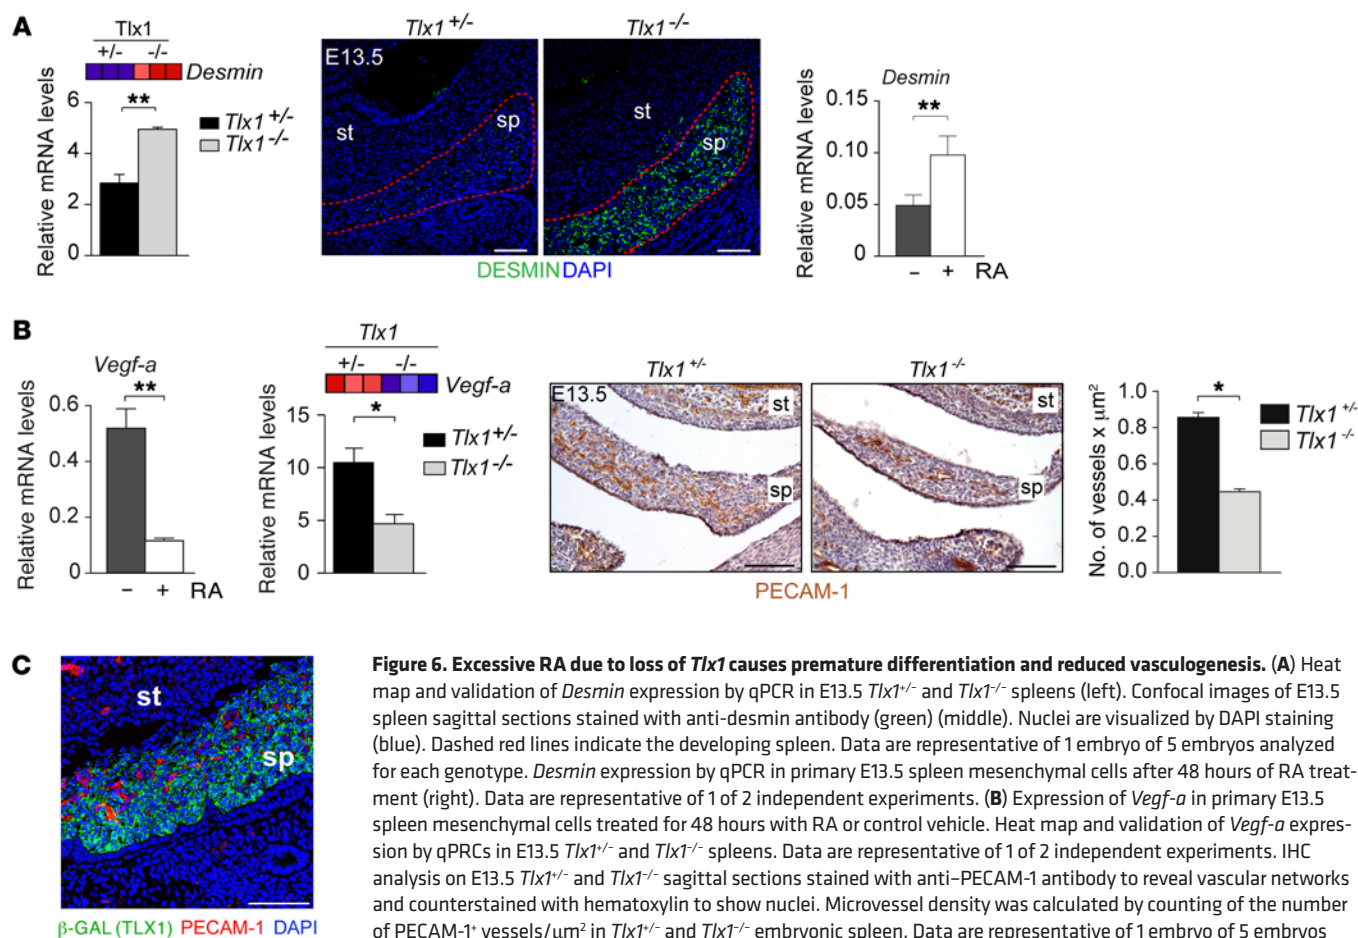 A
Tlx1
+/- -/-
Desmin
Relative mRNA levels
6
4
2
0
**
Tlx1+/-
Tlx1-/-
Tlx1+/- Tlx1-/-
E13.5
st
sp
st
sp
DESMIN DAPI
Desmin
Relative mRNA levels
0.15
0.10
0.05
0
**
– + RA
B
Vegf-a
Relative mRNA levels
0.6
0.4
0.2
0
**
– + RA
Tlx1
+/- -/-
Vegf-a
Relative mRNA levels
15
10
5
0
*
Tlx1+/-
Tlx1-/-
Tlx1+/- Tlx1-/-
E13.5
st
sp
st
sp
PECAM-1
No. of vessels x µm²
1.0
0.8
0.6
0.4
0.2
0.0
*
Tlx1+/-
Tlx1-/-
C
st
sp
β-GAL (TLX1) PECAM-1 DAPI
Figure 6. Excessive RA due to loss of Tlx1 causes premature differentiation and reduced vasculogenesis. (A) Heat
map and validation of Desmin expression by qPCR in E13.5 Tlx1+/– and Tlx1–/– spleens (left). Confocal images of E13.5
spleen sagittal sections stained with anti-desmin antibody (green) (middle). Nuclei are visualized by DAPI staining
(blue). Dashed red lines indicate the developing spleen. Data are representative of 1 embryo of 5 embryos analyzed
for each genotype. Desmin expression by qPCR in primary E13.5 spleen mesenchymal cells after 48 hours of RA treat-
ment (right). Data are representative of 1 of 2 independent experiments. (B) Expression of Vegf-a in primary E13.5
spleen mesenchymal cells treated for 48 hours with RA or control vehicle. Heat map and validation of Vegf-a expres-
sion by qPRCs in E13.5 Tlx1+/– and Tlx1–/– spleens. Data are representative of 1 of 2 independent experiments. IHC
analysis on E13.5 Tlx1+/– and Tlx1–/– sagittal sections stained with anti–PECAM-1 antibody to reveal vascular networks
and counterstained with hematoxylin to show nuclei. Microvessel density was calculated by counting of the number
of PECAM-1+ vessels/µm² in Tlx1+/– and Tlx1–/– embryonic spleen. Data are representative of 1 embryo of 5 embryos